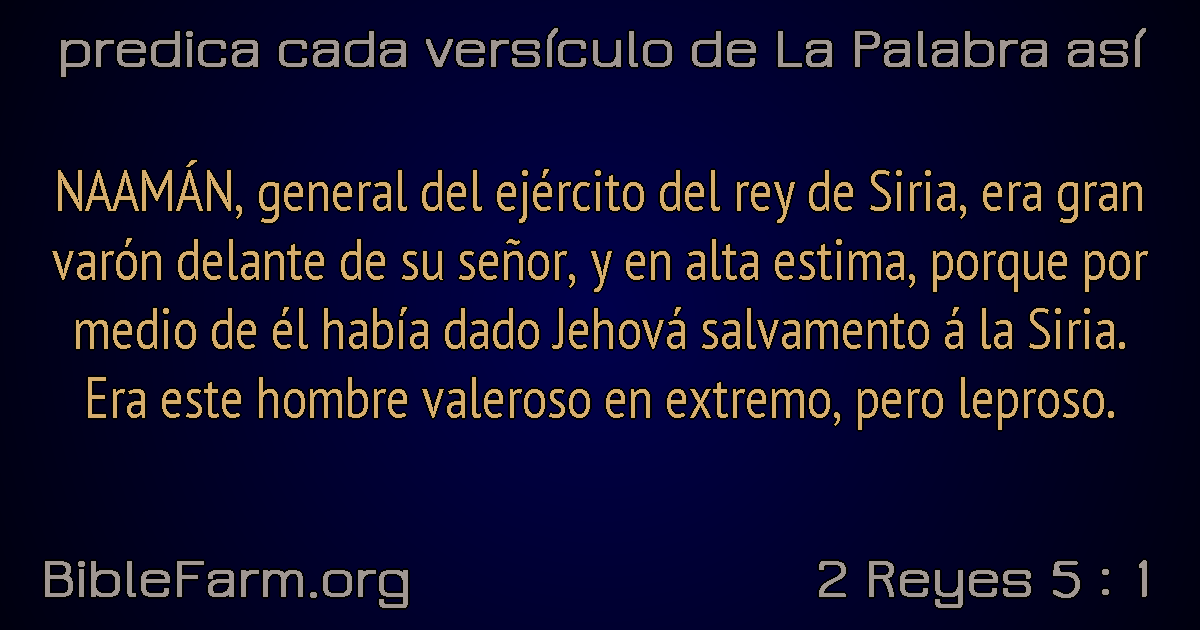 predica cada versículo de La Palabra así
NAAMÁN, general del ejército del rey de Siria, era gran
varón delante de su señor, y en alta estima, porque por
medio de él había dado Jehová salvamento á la Siria.
Era este hombre valeroso en extremo, pero leproso.
BibleFarm.org
2 Reyes 5 : 1